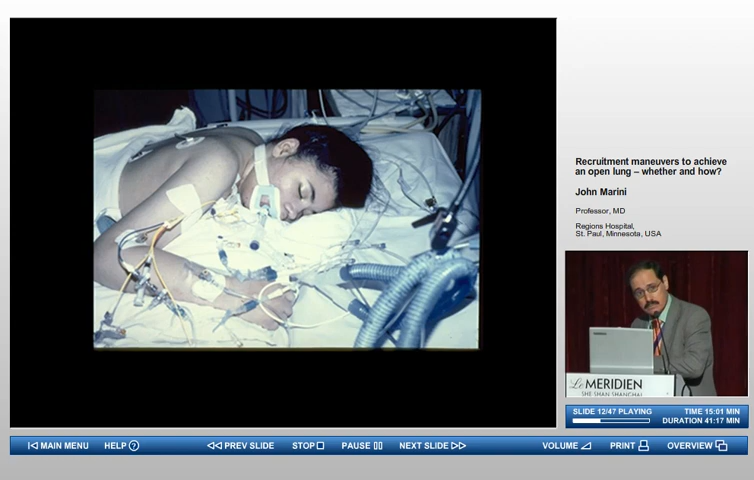 Recruitment maneuvers to achieve
an open lung – whether and how?
John Marini
Professor, MD
Regions Hospital,
St. Paul, Minnesota, USA
Le MERIDIEN
SHE SHAN SHANGHAI
SLIDE 12/47 PLAYING TIME 15:01 MIN
DURATION 41:17 MIN
MAIN MENU HELP ? PREV SLIDE STOP PAUSE NEXT SLIDE VOLUME PRINT OVERVIEW